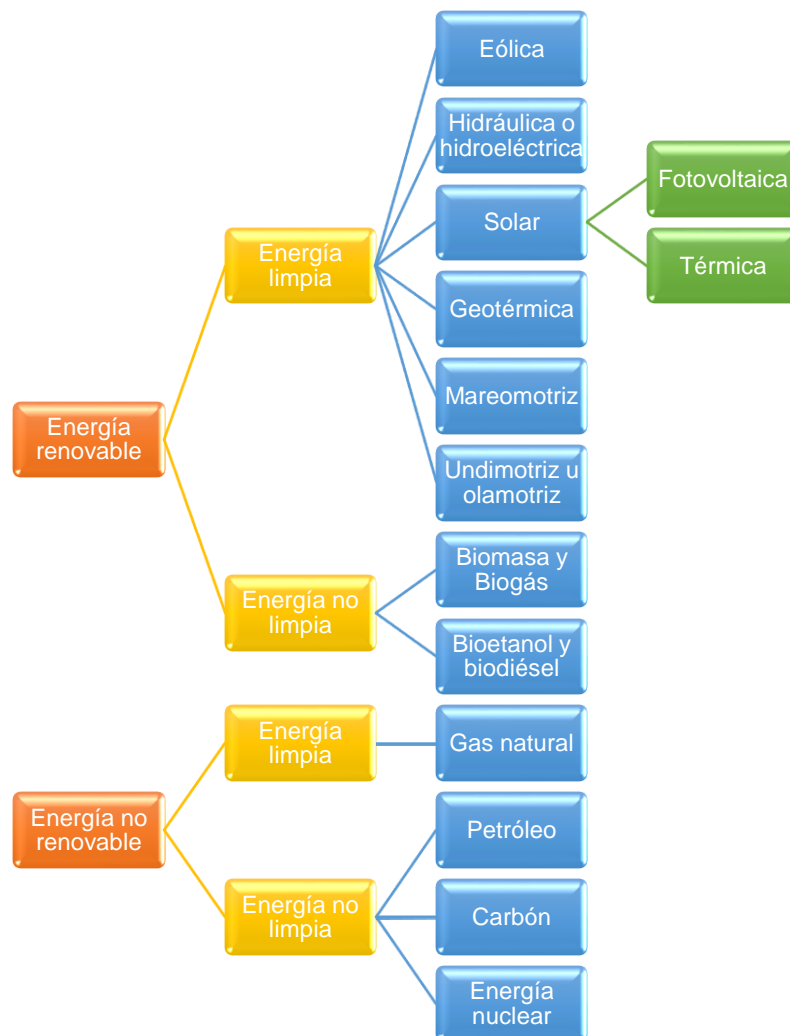 Energía
renovable
Energía
limpia
Eólica
Hidráulica o
hidroeléctrica
Solar
Fotovoltaica
Térmica
Geotérmica
Mareomotriz
Undimotriz u
olamotriz
Energía no
limpia
Biomasa y
Biogás
Bioetanol y
biodiésel
Energía no
renovable
Energía
limpia
Gas natural
Energía no
limpia
Petróleo
Carbón
Energía
nuclear